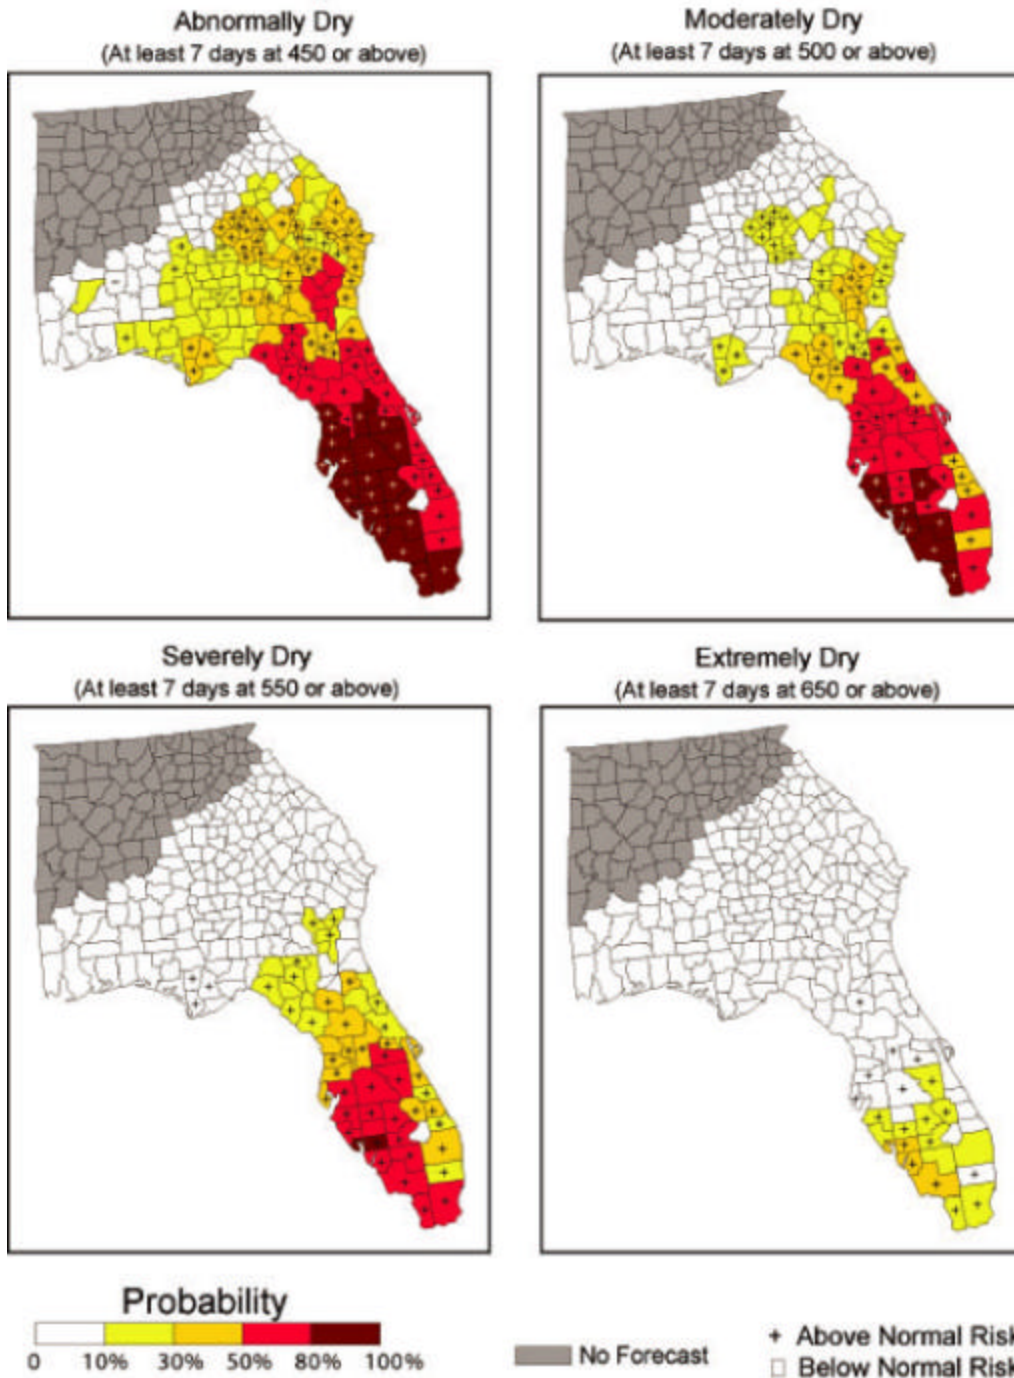 Abnormally Dry
(At least 7 days at 450 or above)
Moderately Dry
(At least 7 days at 500 or above)
Severely Dry
(At least 7 days at 550 or above)
Extremely Dry
(At least 7 days at 650 or above)
Probability
0 10% 30% 50% 80% 100%
No Forecast
+ Above Normal Risk
Below Normal Risk